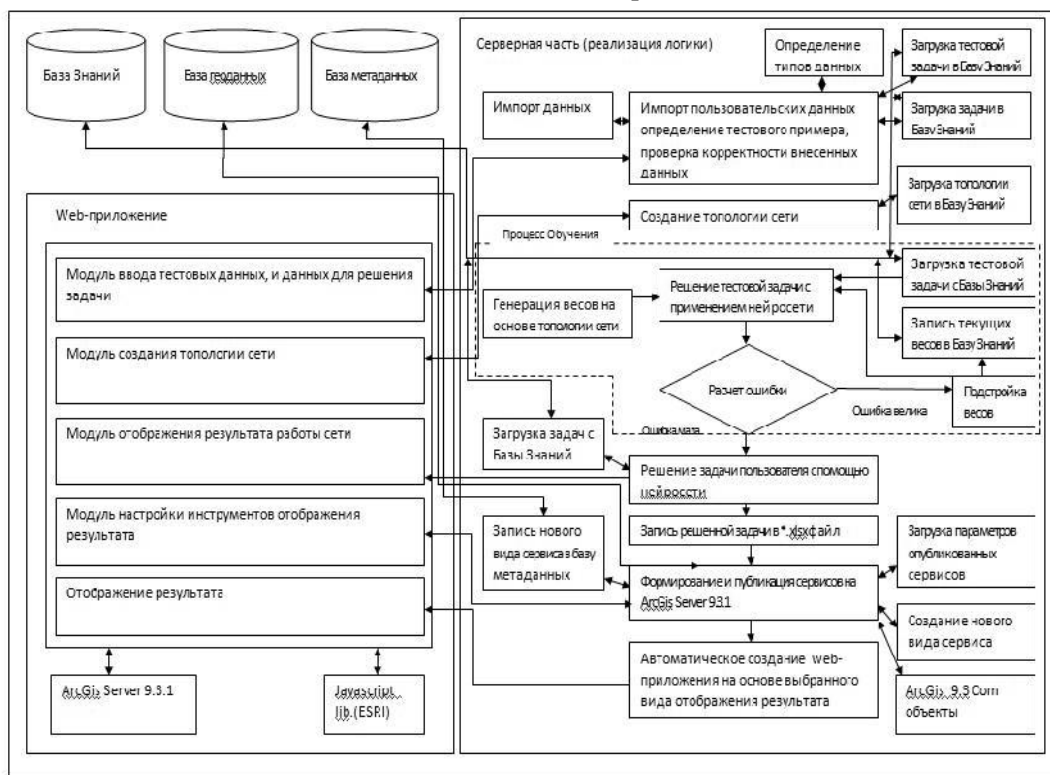 База Знаний
База геоданных
База метаданных
Web-приложение
Модуль ввода тестовых данных, и данных для решения
задачи
Модуль создания топологии сети
Модуль отображения результата работы сети
Модуль настройки инструментов отображения
результата
Отображение результата
ArcGis Server 9.3.1
Javascript
lib.(ESRI)
Серверная часть (реализация логики)
Определение
типов данных
Загрузка тестовой
задачи в Базу Знаний
Импорт данных
Импорт пользовательских данных
определение тестового примера,
проверка корректности внесенных
данных
Загрузка задачи в
Базу Знаний
Создание топологии сети
Загрузка топологии
сети в Базу Знаний
Процесс Обучения
Генерация весов на
основе топологии сети
Решение тестовой задачи с
применением нейросети
Загрузка тестовой
задачи с Базы Знаний
Запись текущих
весов в Базу Знаний
Расчет ошибки
Ошибка велика
Подстройка
весов
Ошибка мала
Загрузка задач с
Базы Знаний
Решение задачи пользователя с помощью
нейросети
Запись решенной задачи в *.xlsx файл
Запись нового
вида сервиса в базу
метаданных
Формирование и публикация сервисов на
ArcGis Server 9.3.1
Загрузка параметров
опубликованных
сервисов
Создание нового
вида сервиса
Автоматическое создание web-
приложения на основе выбранного
вида отображения результата
ArcGis 9.3 Com
объекты